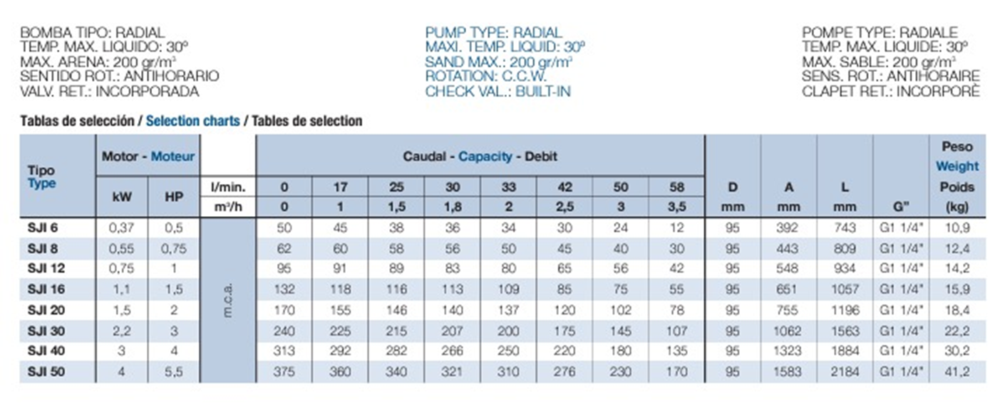 BOMBA TIPO: RADIAL
TEMP. MAX. LIQUIDO: 30º
MAX. ARENA: 200 gr/m³
SENTIDO ROT.: ANTIHORARIO
VALV. RET.: INCORPORADA
PUMP TYPE: RADIAL
MAXI. TEMP. LIQUID: 30º
SAND MAX.: 200 gr/m³
ROTATION: C.C.W.
CHECK VAL.: BUILT-IN
POMPE TYPE: RADIALE
TEMP. MAX. LIQUIDE: 30º
MAX. SABLE: 200 gr/m³
SENS. ROT.: ANTIHORAIRE
CLAPET RET.: INCORPORÈ
Tablas de selección / Selection charts / Tables de selection
Tipo
Type
Motor - Moteur
kW HP
l/min.
m³/h
Caudal - Capacity - Debit
0 17 25 30 33 42 50 58
0 1 1,5 1,8 2 2,5 3 3,5
D
mm
A
mm
L
mm
G"
Peso
Weight
Poids
(kg)
m.c.a.
SJI 6 0,37 0,5 50 45 38 36 34 30 24 12 95 392 743 G1 1/4" 10,9
SJI 8 0,55 0,75 62 60 58 56 50 45 40 30 95 443 809 G1 1/4" 12,4
SJI 12 0,75 1 95 91 89 83 80 65 56 42 95 548 934 G1 1/4" 14,2
SJI 16 1,1 1,5 132 118 116 113 109 85 75 55 95 651 1057 G1 1/4" 15,9
SJI 20 1,5 2 170 155 146 140 137 120 102 78 95 755 1196 G1 1/4" 18,4
SJI 30 2,2 3 240 225 215 207 200 175 145 107 95 1062 1563 G1 1/4" 22,2
SJI 40 3 4 313 292 282 266 250 220 180 135 95 1323 1884 G1 1/4" 30,2
SJI 50 4 5,5 375 360 340 321 310 276 230 170 95 1583 2184 G1 1/4" 41,2